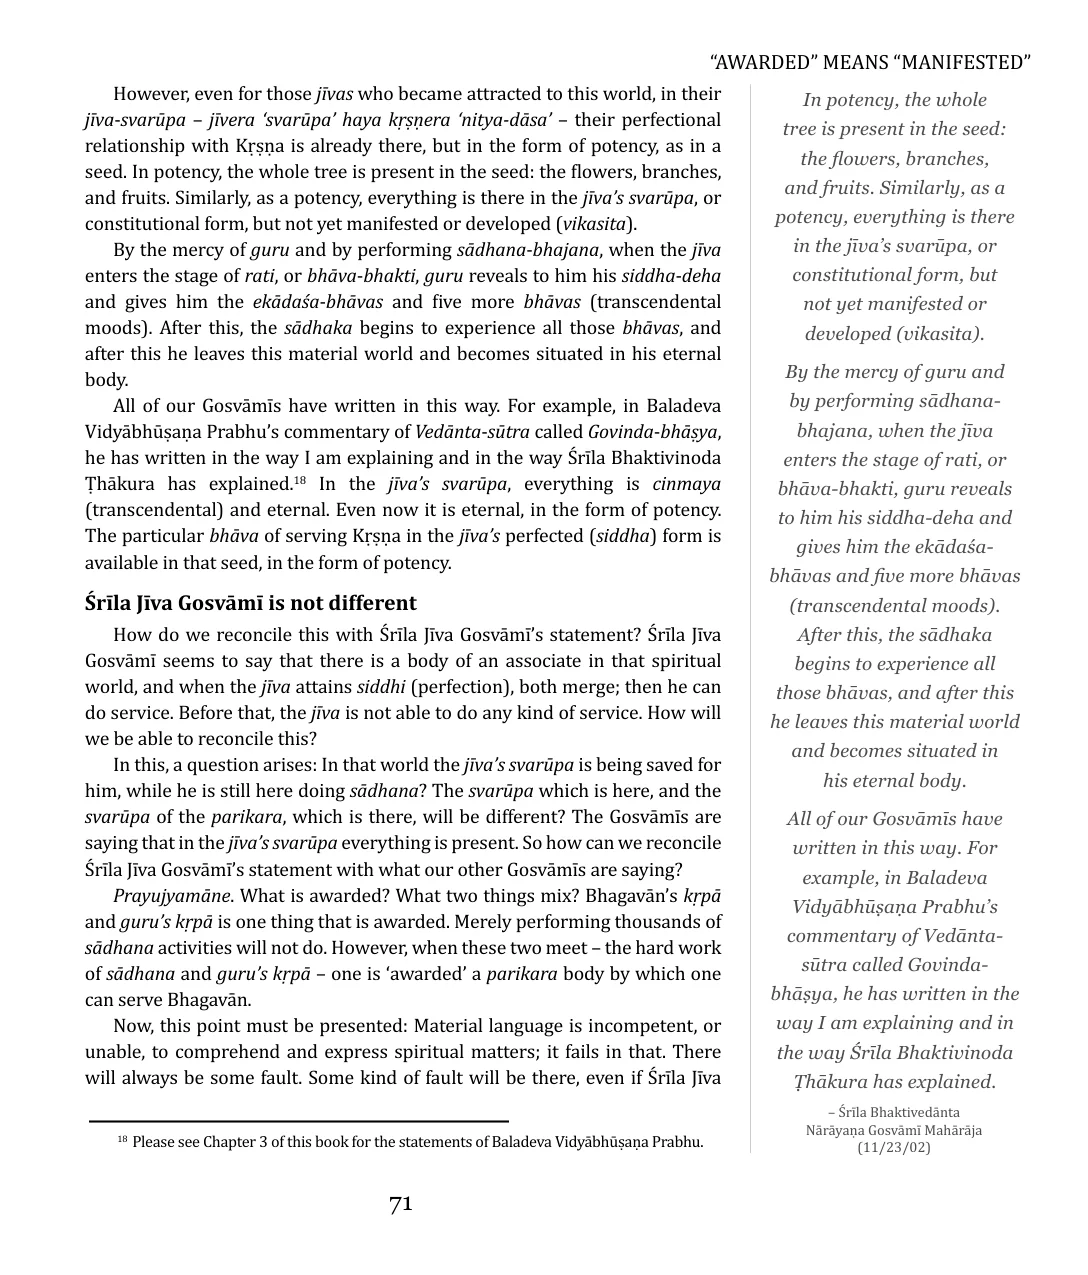 “AWARDED” MEANS “MANIFESTED”
However, even for those jīvas who became attracted to this world, in their
jīva-svarūpa – jīvera ‘svarūpa’ haya kṛṣṇera ‘nitya-dāsa’ – their perfectional
relationship with Kṛṣṇa is already there, but in the form of potency, as in a
seed. In potency, the whole tree is present in the seed: the flowers, branches,
and fruits. Similarly, as a potency, everything is there in the jīva’s svarūpa, or
constitutional form, but not yet manifested or developed (vikasita).
By the mercy of guru and by performing sādhana-bhajana, when the jīva
enters the stage of rati, or bhāva-bhakti, guru reveals to him his siddha-deha
and gives him the ekādaśa-bhāvas and five more bhāvas (transcendental
moods). After this, the sādhaka begins to experience all those bhāvas, and
after this he leaves this material world and becomes situated in his eternal
body.
All of our Gosvāmīs have written in this way. For example, in Baladeva
Vidyābhūṣaṇa Prabhu’s commentary of Vedānta-sūtra called Govinda-bhāṣya,
he has written in the way I am explaining and in the way Śrīla Bhaktivinoda
Ṭhākura has explained.18 In the jīva’s svarūpa, everything is cinmaya
(transcendental) and eternal. Even now it is eternal, in the form of potency.
The particular bhāva of serving Kṛṣṇa in the jīva’s perfected (siddha) form is
available in that seed, in the form of potency.
Śrīla Jīva Gosvāmī is not different
How do we reconcile this with Śrīla Jīva Gosvāmī’s statement? Śrīla Jīva
Gosvāmī seems to say that there is a body of an associate in that spiritual
world, and when the jīva attains siddhi (perfection), both merge; then he can
do service. Before that, the jīva is not able to do any kind of service. How will
we be able to reconcile this?
In this, a question arises: In that world the jīva’s svarūpa is being saved for
him, while he is still here doing sādhana? The svarūpa which is here, and the
svarūpa of the parikara, which is there, will be different? The Gosvāmīs are
saying that in the jīva’s svarūpa everything is present. So how can we reconcile
Śrīla Jīva Gosvāmī’s statement with what our other Gosvāmīs are saying?
Prayujyamāne. What is awarded? What two things mix? Bhagavān’s kṛpā
and guru’s kṛpā is one thing that is awarded. Merely performing thousands of
sādhana activities will not do. However, when these two meet – the hard work
of sādhana and guru’s kṛpā – one is ‘awarded’ a parikara body by which one
can serve Bhagavān.
Now, this point must be presented: Material language is incompetent, or
unable, to comprehend and express spiritual matters; it fails in that. There
will always be some fault. Some kind of fault will be there, even if Śrīla Jīva
18 Please see Chapter 3 of this book for the statements of Baladeva Vidyābhūṣaṇa Prabhu.
In potency, the whole
tree is present in the seed:
the flowers, branches,
and fruits. Similarly, as a
potency, everything is there
in the jīva’s svarūpa, or
constitutional form, but
not yet manifested or
developed (vikasita).
By the mercy of guru and
by performing sādhana-
bhajana, when the jīva
enters the stage of rati, or
bhāva-bhakti, guru reveals
to him his siddha-deha and
gives him the ekādaśa-
bhāvas and five more bhāvas
(transcendental moods).
After this, the sādhaka
begins to experience all
those bhāvas, and after this
he leaves this material world
and becomes situated in
his eternal body.
All of our Gosvāmīs have
written in this way. For
example, in Baladeva
Vidyābhūṣaṇa Prabhu’s
commentary of Vedānta-
sūtra called Govinda-
bhāṣya, he has written in the
way I am explaining and in
the way Śrīla Bhaktivinoda
Ṭhākura has explained.
– Śrīla Bhaktivedānta
Nārāyaṇa Gosvāmī Mahārāja
(11/23/02)
71